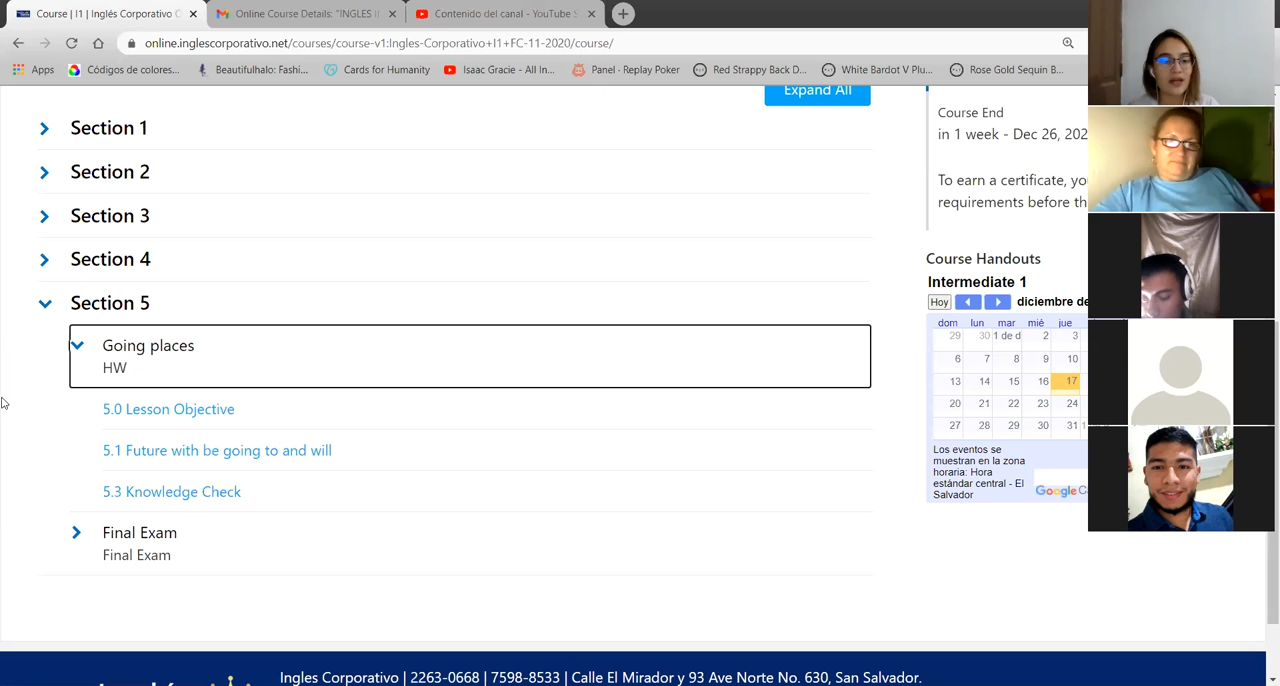 Course | I1 | Inglés Corporativo C
Online Course Details: "INGLES II
Contenido del canal - YouTube S
online.inglescorporativo.net/courses/course-v1:Ingles-Corporativo+I1+FC-11-2020/course/
Apps
Códigos de colores...
Beautifulhalo: Fashi...
Cards for Humanity
Isaac Gracie - All In...
Panel · Replay Poker
Red Strappy Back D...
White Bardot V Plu...
Rose Gold Sequin B...
Expand All
Section 1
Section 2
Section 3
Section 4
Section 5
Going places
HW
5.0 Lesson Objective
5.1 Future with be going to and will
5.3 Knowledge Check
Final Exam
Final Exam
Course End
in 1 week - Dec 26, 202
To earn a certificate, yo
requirements before th
Course Handouts
Intermediate 1
Hoy diciembre de
dom lun mar mié jue
29 30 1 de d 2 3
6 7 8 9 10
13 14 15 16 17
20 21 22 23 24
27 28 29 30 31 1
Los eventos se
muestran en la zona
horaria: Hora
estándar central - El
Salvador
Google Ca
Ingles Corporativo | 2263-0668 | 7598-8533 | Calle El Mirador y 93 Ave Norte No. 630, San Salvador.